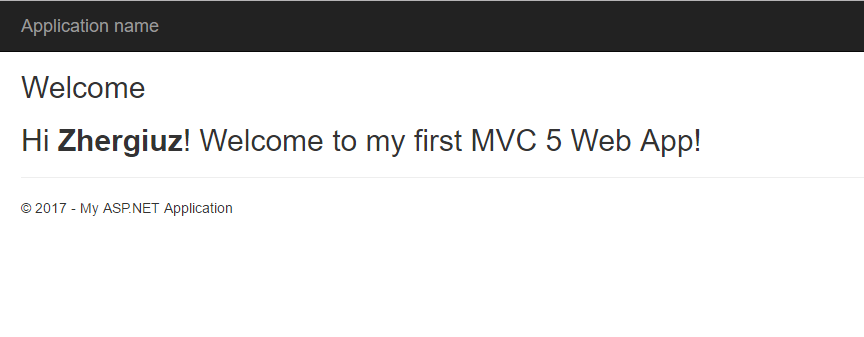 Application name
Welcome
Hi Zhergiuz! Welcome to my first MVC 5 Web App!
© 2017 - My ASP.NET Application